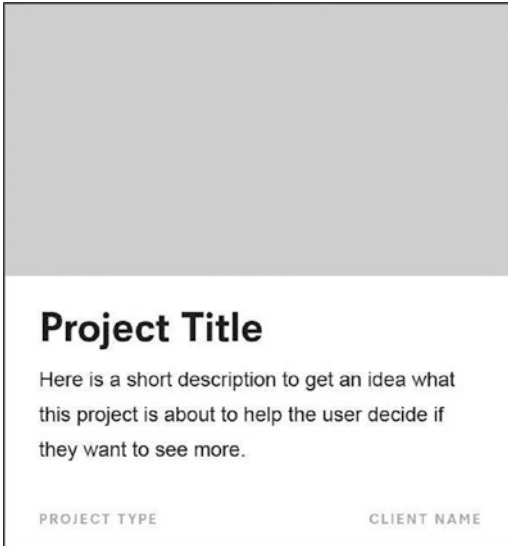 Project Title
Here is a short description to get an idea what
this project is about to help the user decide if
they want to see more.
PROJECT TYPE
CLIENT NAME